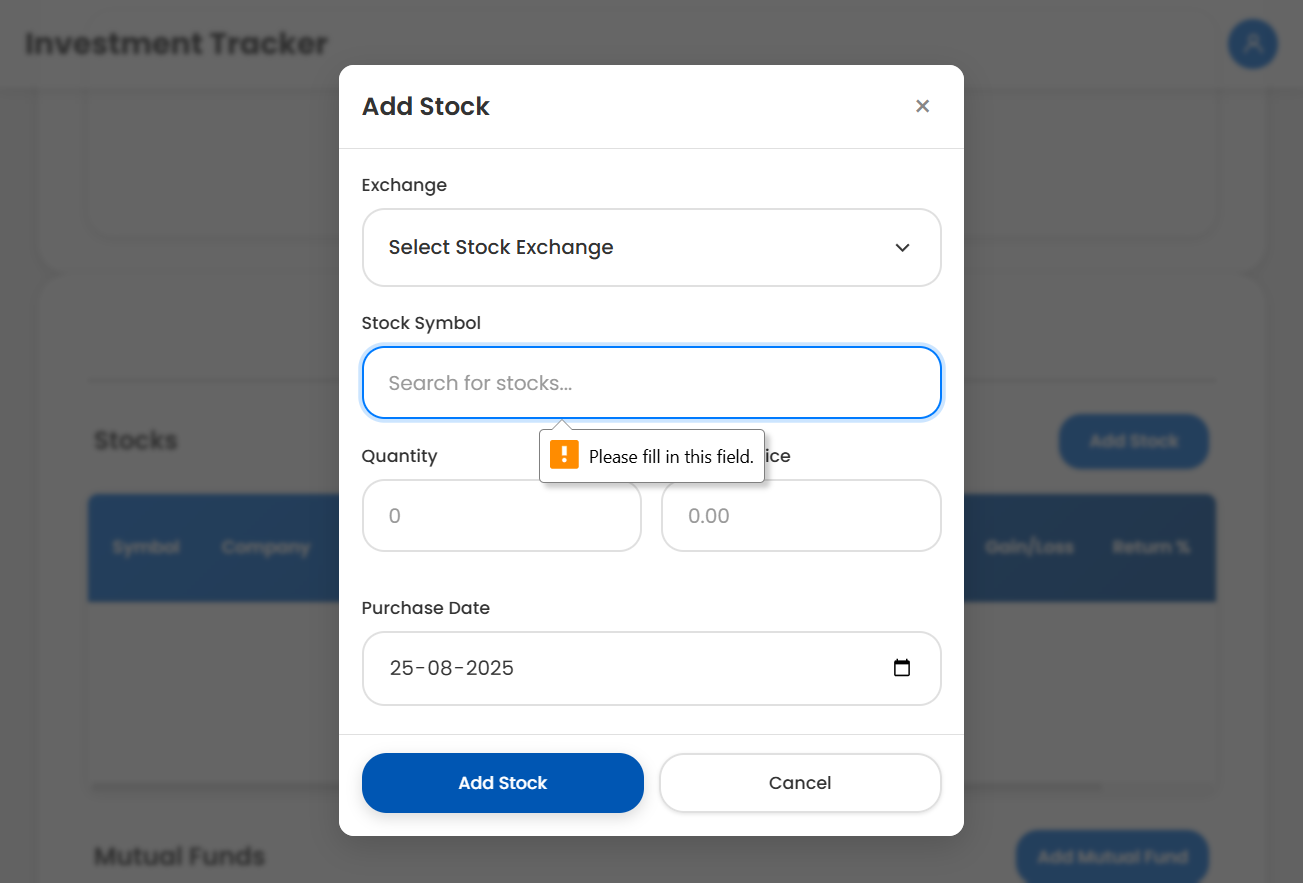 Investment Tracker
Add Stock
×
Exchange
Select Stock Exchange
Stock Symbol
Search for stocks...
Please fill in this field.
Quantity
ice
0
0.00
Purchase Date
25-08-2025
Add Stock
Cancel
Stocks
Add Stock
Symbol
Company
Gain/Loss
Return %
Mutual Funds
Add Mutual Fund